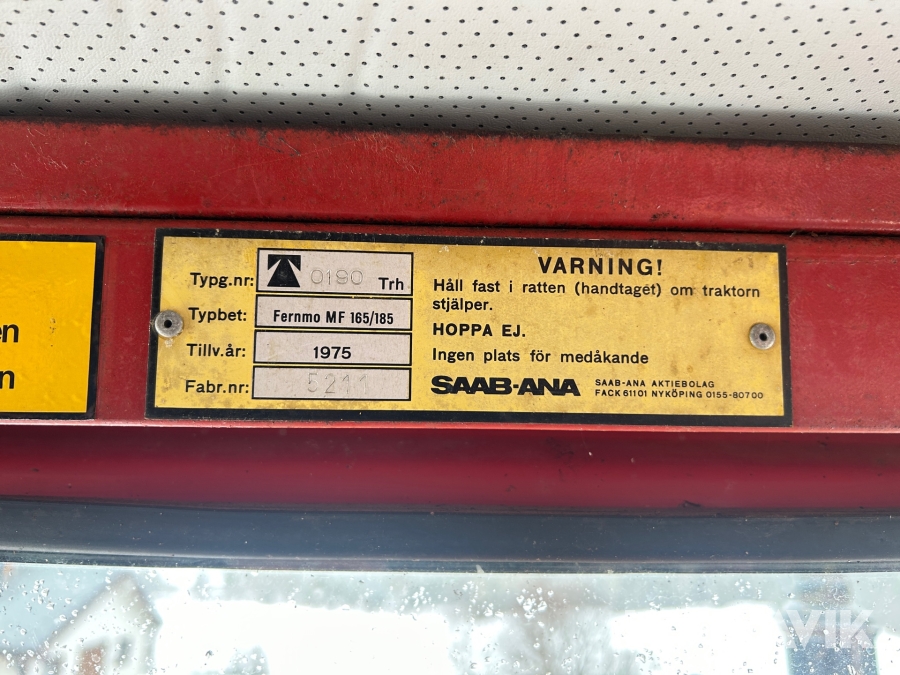 en
n
Typg.nr: 0190 Trh
Typbet: Fernmo MF 165/185
Tillv.år: 1975
Fabr.nr: 5211
VARNING!
Håll fast i ratten (handtaget) om traktorn
stjälper.
HOPPA EJ.
Ingen plats för medåkande
SAAB-ANA
SAAB-ANA AKTIEBOLAG
FACK 61101 NYKÖPING 0155-80700
VIK